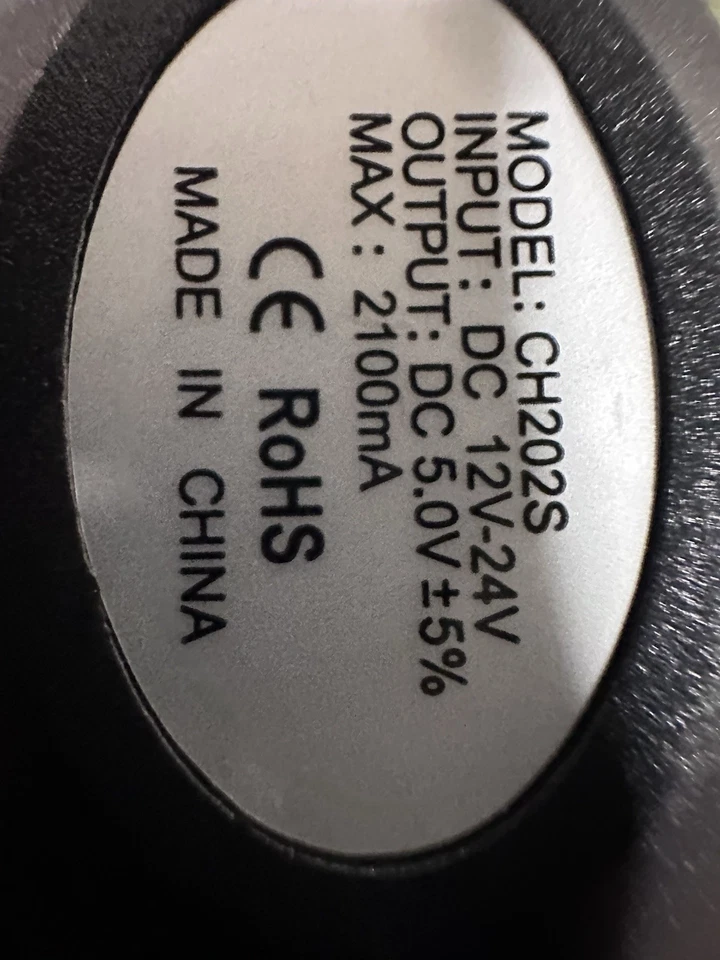 MODEL: CH202S
INPUT: DC 12V-24V
OUTPUT: DC 5.0V±5%
MAX: 2100mA
CE RoHS
MADE IN CHINA